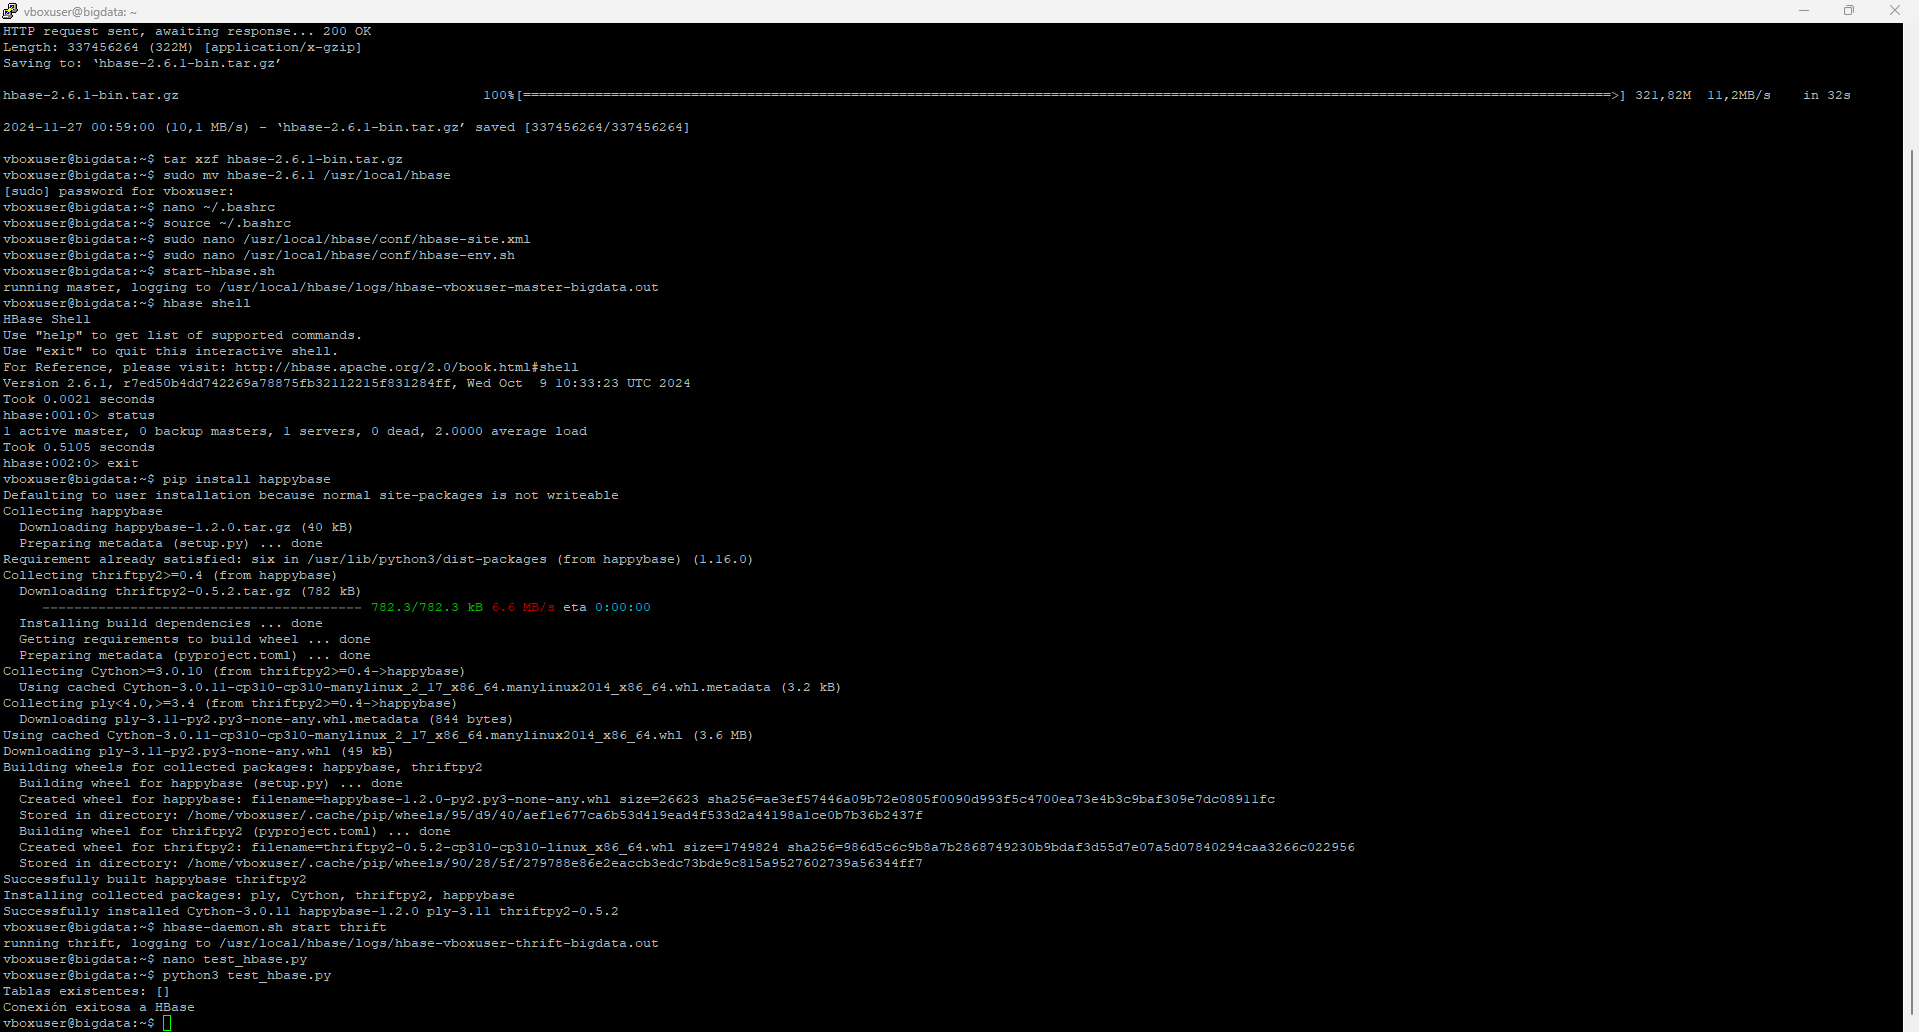 vboxuser@bigdata: ~
HTTP request sent, awaiting response... 200 OK
Length: 337456264 (322M) [application/x-gzip]
Saving to: ‘hbase-2.6.1-bin.tar.gz’
hbase-2.6.1-bin.tar.gz 100%[===================================================================================================================================>] 321,82M 11,2MB/s in 32s
2024-11-27 00:59:00 (10,1 MB/s) - ‘hbase-2.6.1-bin.tar.gz’ saved [337456264/337456264]
vboxuser@bigdata:~$ tar xzf hbase-2.6.1-bin.tar.gz
vboxuser@bigdata:~$ sudo mv hbase-2.6.1 /usr/local/hbase
[sudo] password for vboxuser:
vboxuser@bigdata:~$ nano ~/.bashrc
vboxuser@bigdata:~$ source ~/.bashrc
vboxuser@bigdata:~$ sudo nano /usr/local/hbase/conf/hbase-site.xml
vboxuser@bigdata:~$ sudo nano /usr/local/hbase/conf/hbase-env.sh
vboxuser@bigdata:~$ start-hbase.sh
running master, logging to /usr/local/hbase/logs/hbase-vboxuser-master-bigdata.out
vboxuser@bigdata:~$ hbase shell
HBase Shell
Use "help" to get list of supported commands.
Use "exit" to quit this interactive shell.
For Reference, please visit: http://hbase.apache.org/2.0/book.html#shell
Version 2.6.1, r7ed50b4dd742269a78875fb32112215f831284ff, Wed Oct  9 10:33:23 UTC 2024
Took 0.0021 seconds
hbase:001:0> status
1 active master, 0 backup masters, 1 servers, 0 dead, 2.0000 average load
Took 0.5105 seconds
hbase:002:0> exit
vboxuser@bigdata:~$ pip install happybase
Defaulting to user installation because normal site-packages is not writeable
Collecting happybase
  Downloading happybase-1.2.0.tar.gz (40 kB)
  Preparing metadata (setup.py) ... done
Requirement already satisfied: six in /usr/lib/python3/dist-packages (from happybase) (1.16.0)
Collecting thriftpy2>=0.4 (from happybase)
  Downloading thriftpy2-0.5.2.tar.gz (782 kB)
     ---------------------------------------- 782.3/782.3 kB 6.6 MB/s eta 0:00:00
  Installing build dependencies ... done
  Getting requirements to build wheel ... done
  Preparing metadata (pyproject.toml) ... done
Collecting Cython>=3.0.10 (from thriftpy2>=0.4->happybase)
  Using cached Cython-3.0.11-cp310-cp310-manylinux_2_17_x86_64.manylinux2014_x86_64.whl.metadata (3.2 kB)
Collecting ply<4.0,>=3.4 (from thriftpy2>=0.4->happybase)
  Downloading ply-3.11-py2.py3-none-any.whl.metadata (844 bytes)
Using cached Cython-3.0.11-cp310-cp310-manylinux_2_17_x86_64.manylinux2014_x86_64.whl (3.6 MB)
Downloading ply-3.11-py2.py3-none-any.whl (49 kB)
Building wheels for collected packages: happybase, thriftpy2
  Building wheel for happybase (setup.py) ... done
  Created wheel for happybase: filename=happybase-1.2.0-py2.py3-none-any.whl size=26623 sha256=ae3ef57446a09b72e0805f0090d993f5c4700ea73e4b3c9baf309e7dc08911fc
  Stored in directory: /home/vboxuser/.cache/pip/wheels/95/d9/40/aef1e677ca6b53d419ead4f533d2a44198a1ce0b7b36b2437f
  Building wheel for thriftpy2 (pyproject.toml) ... done
  Created wheel for thriftpy2: filename=thriftpy2-0.5.2-cp310-cp310-linux_x86_64.whl size=1749824 sha256=986d5c6c9b8a7b2868749230b9bdaf3d55d7e07a5d07840294caa3266c022956
  Stored in directory: /home/vboxuser/.cache/pip/wheels/90/28/5f/279788e86e2eaccb3edc73bde9c815a9527602739a56344ff7
Successfully built happybase thriftpy2
Installing collected packages: ply, Cython, thriftpy2, happybase
Successfully installed Cython-3.0.11 happybase-1.2.0 ply-3.11 thriftpy2-0.5.2
vboxuser@bigdata:~$ hbase-daemon.sh start thrift
running thrift, logging to /usr/local/hbase/logs/hbase-vboxuser-thrift-bigdata.out
vboxuser@bigdata:~$ nano test_hbase.py
vboxuser@bigdata:~$ python3 test_hbase.py
Tablas existentes: []
Conexión exitosa a HBase
vboxuser@bigdata:~$